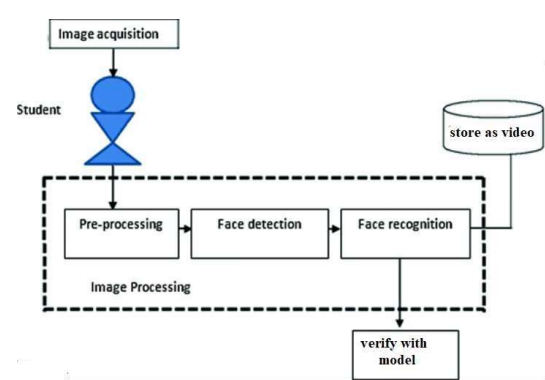 Image acquisition
Student
store as video
Pre-processing
Face detection
Face recognition
Image Processing
verify with
model